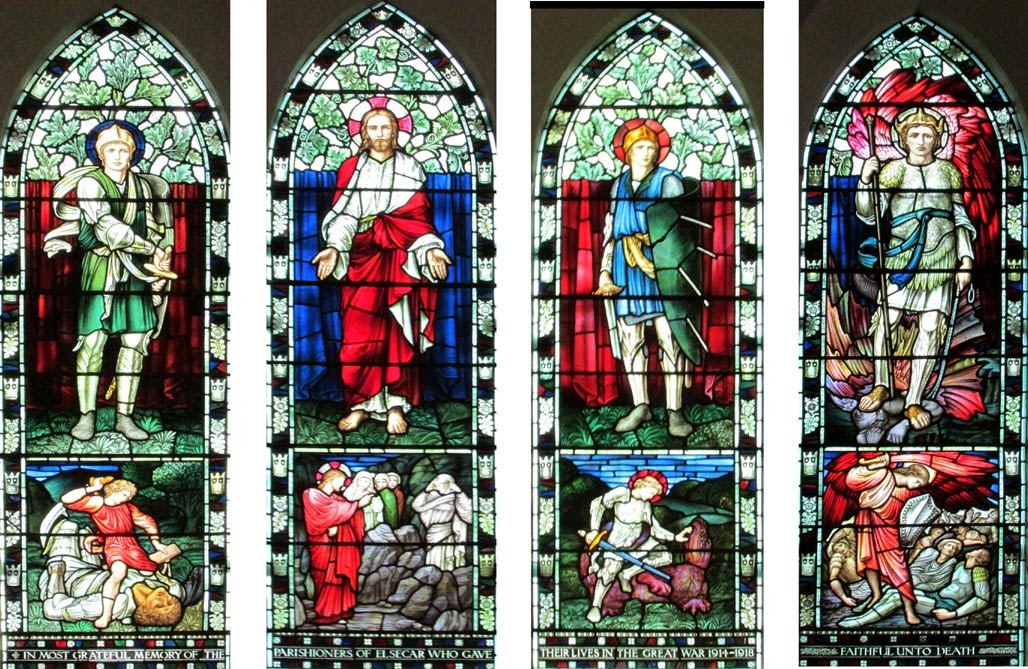 IN MOST GRATEFUL MEMORY OF THE
PARISHIONERS OF ELSECAR WHO GAVE
THEIR LIVES IN THE GREAT WAR 1914–1918
FAITHFUL UNTO DEATH